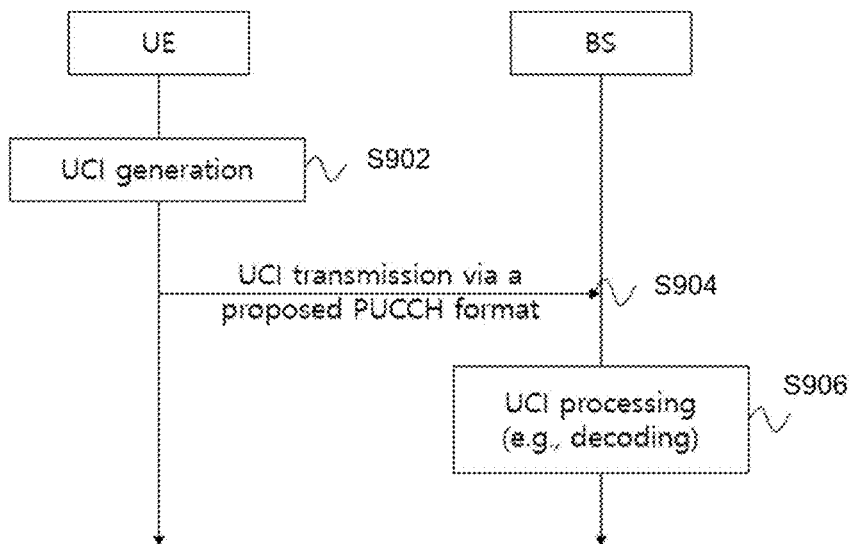 UE
BS
UCI generation
S902
UCI transmission via a
proposed PUCCH format
S904
UCI processing
(e.g., decoding)
S906